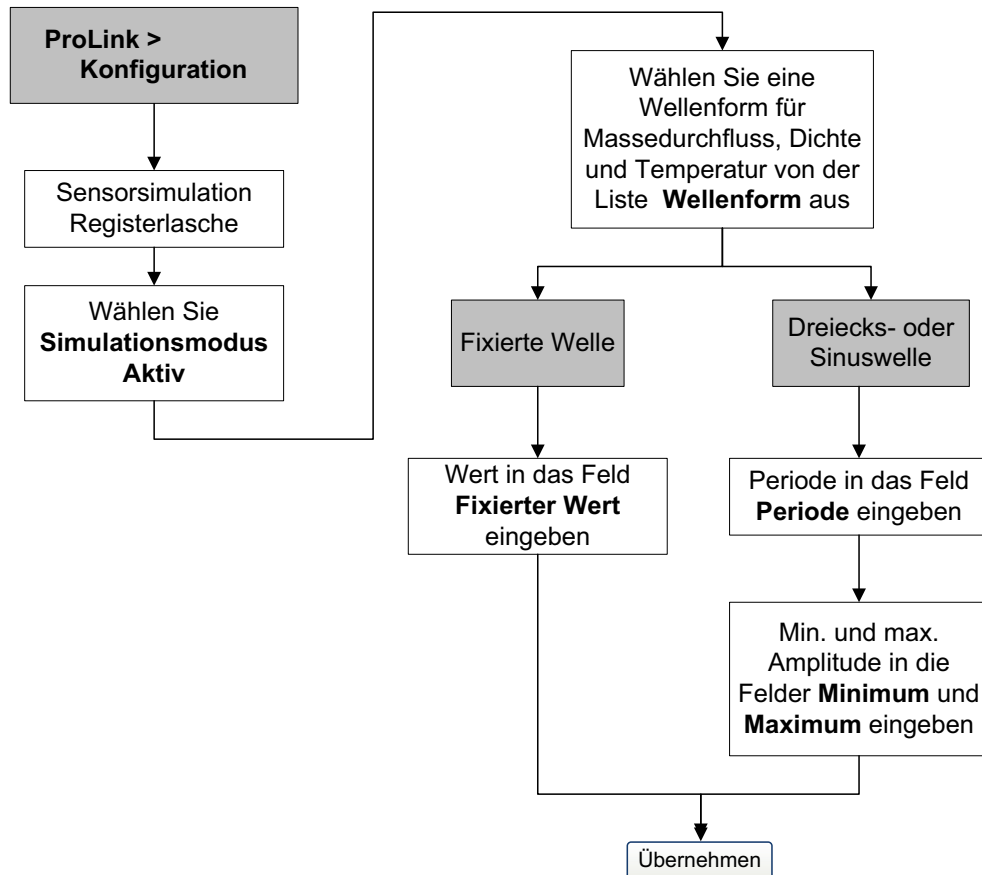 ProLink >
Konfiguration
Sensorsimulation
Registerlasche
Wählen Sie
Simulationsmodus
Aktiv
Wählen Sie eine
Wellenform für
Massedurchfluss, Dichte
und Temperatur von der
Liste Wellenform aus
Fixierte Welle
Dreiecks- oder
Sinuswelle
Wert in das Feld
Fixierter Wert
eingeben
Periode in das Feld
Periode eingeben
Min. und max.
Amplitude in die
Felder Minimum und
Maximum eingeben
Übernehmen